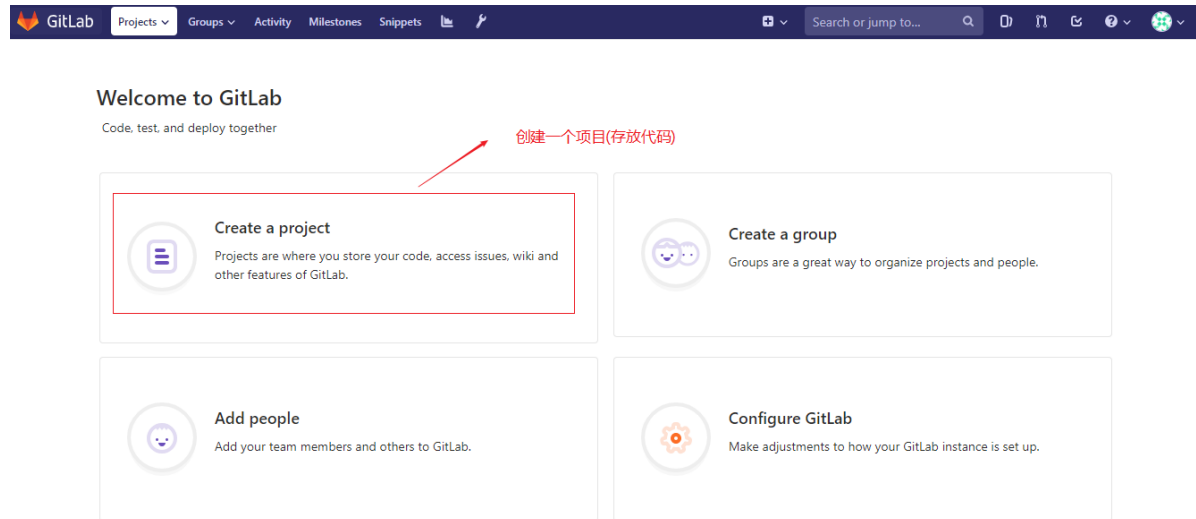 GitLab Projects Groups Activity Milestones Snippets Search or jump to...
Welcome to GitLab
Code, test, and deploy together
创建一个项目(存放代码)
Create a project
Projects are where you store your code, access issues, wiki and
other features of GitLab.
Create a group
Groups are a great way to organize projects and people.
Add people
Add your team members and others to GitLab.
Configure GitLab
Make adjustments to how your GitLab instance is set up.